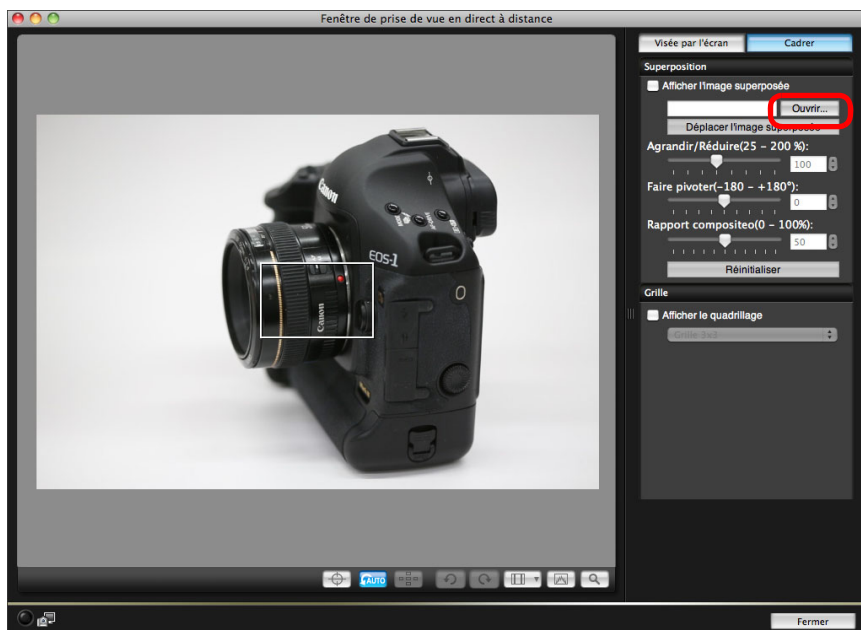 Fenêtre de prise de vue en direct à distance
Visée par l'écran
Cadrer
Superposition
Afficher l'image superposée
Ouvrir...
Déplacer l'image superposée
Agrandir/Réduire(25 – 200 %):
100
Faire pivoter(-180 – +180°):
0
Rapport compositeo(0 – 100%):
50
Réinitialiser
Grille
Afficher le quadrillage
Grille 3x3
Canon
EOS-1
Canon
AUTO
Fermer